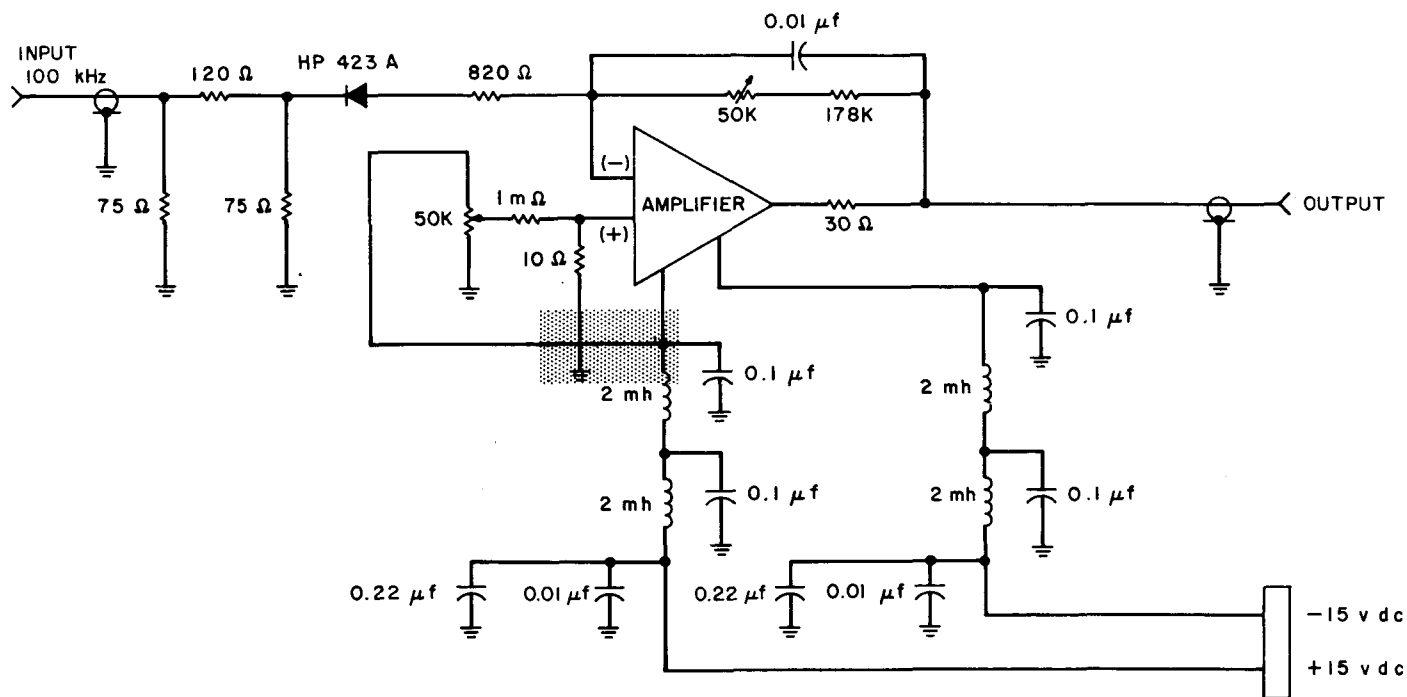 0.01 μf
INPUT
100 kHz
120 Ω
HP 423 A
820 Ω
50K
178K
(−)
1 m Ω
AMPLIFIER
75 Ω
75 Ω
50K
(+)
30 Ω
OUTPUT
10 Ω
0.1 μf
2 mh
0.1 μf
2 mh
2 mh
0.1 μf
2 mh
0.1 μf
0.22 μf
0.01 μf
0.22 μf
0.01 μf
−15 v dc
+15 v dc